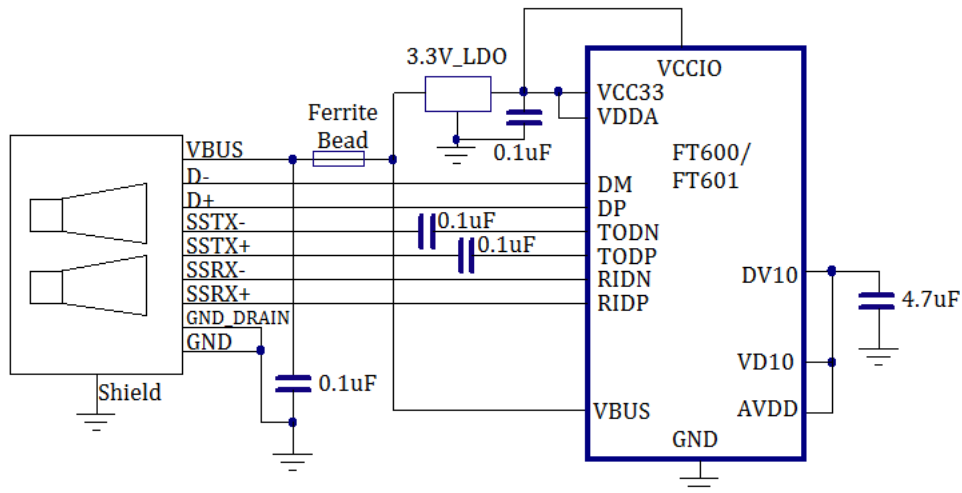 3.3V_LDO
VCCIO
VCC33
VDDA
Ferrite
Bead
0.1uF
FT600/
FT601
VBUS
D-
D+
SSTX-
SSTX+
SSRX-
SSRX+
GND_DRAIN
GND
0.1uF
0.1uF
DM
DP
TODN
TODP
RIDN
RIDP
DV10
4.7uF
VD10
AVDD
Shield
0.1uF
VBUS
GND